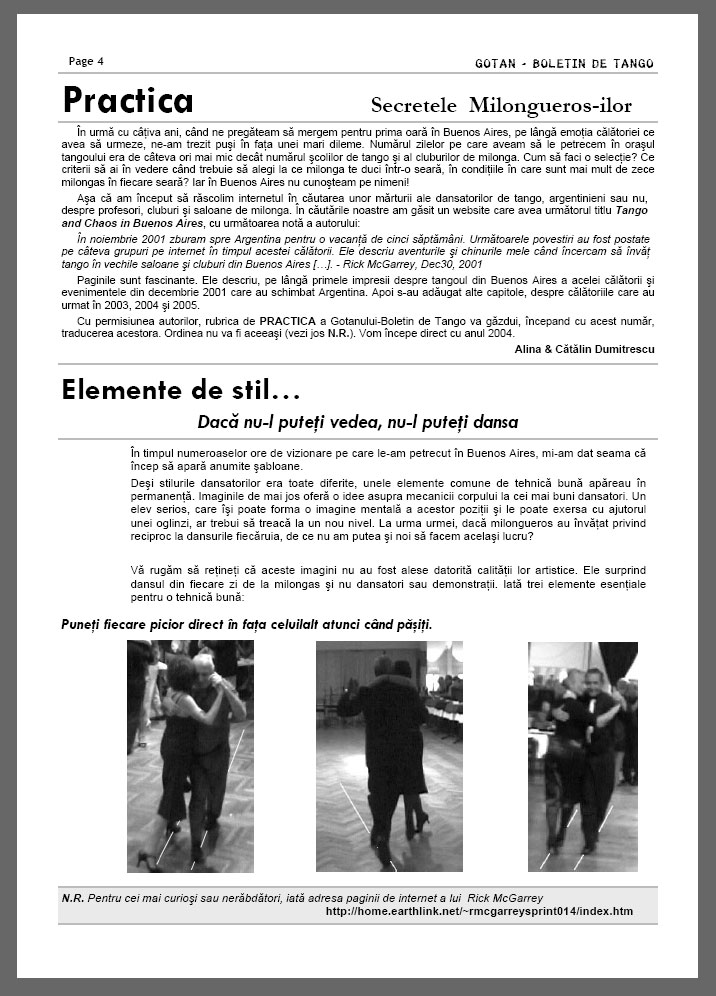 Page 4
GOTAN - BOLETIN DE TANGO
Practica
Secretele Milongueros-ilor
În urmă cu câţiva ani, când ne pregăteam să mergem pentru prima oară în Buenos Aires, pe lângă emoţia călătoriei ce
avea să urmeze, ne-am trezit puşi în faţa unei mari dileme. Numărul zilelor pe care aveam să le petrecem în oraşul
tangoului era de câteva ori mai mic decât numărul şcolilor de tango şi al cluburilor de milonga. Cum să faci o selecţie? Ce
criterii să ai în vedere când trebuie să alegi la ce milonga te duci într-o seară, în condiţiile în care sunt mai mult de zece
milongas în fiecare seară? Iar în Buenos Aires nu cunoşteam pe nimeni!
Aşa că am început să răscolim internetul în căutarea unor mărturii ale dansatorilor de tango, argentinieni sau nu,
despre profesori, cluburi şi saloane de milonga. În căutările noastre am găsit un website care avea următorul titlu Tango
and Chaos in Buenos Aires, cu următoarea notă a autorului:
În noiembrie 2001 zburam spre Argentina pentru o vacanţă de cinci săptămâni. Următoarele povestiri au fost postate
pe câteva grupuri pe internet în timpul acestei călătorii. Ele descriu aventurile şi chinurile mele când încercam să învăţ
tango în vechile saloane şi cluburi din Buenos Aires […]. - Rick McGarrey, Dec30, 2001
Paginile sunt fascinante. Ele descriu, pe lângă primele impresii despre tangoul din Buenos Aires a acelei călătorii şi
evenimentele din decembrie 2001 care au schimbat Argentina. Apoi s-au adăugat alte capitole, despre călătoriile care au
urmat în 2003, 2004 şi 2005.
Cu permisiunea autorilor, rubrica de PRACTICA a Gotanului-Boletin de Tango va găzdui, începand cu acest număr,
traducerea acestora. Ordinea nu va fi aceeaşi (vezi jos N.R.). Vom începe direct cu anul 2004.
Alina & Cătălin Dumitrescu
Elemente de stil…
Dacă nu-l puteţi vedea, nu-l puteţi dansa
În timpul numeroaselor ore de vizionare pe care le-am petrecut în Buenos Aires, mi-am dat seama că
încep să apară anumite şabloane.
Deşi stilurile dansatorilor era toate diferite, unele elemente comune de tehnică bună apăreau în
permanenţă. Imaginile de mai jos oferă o idee asupra mecanicii corpului la cei mai buni dansatori. Un
elev serios, care îşi poate forma o imagine mentală a acestor poziţii şi le poate exersa cu ajutorul
unei oglinzi, ar trebui să treacă la un nou nivel. La urma urmei, dacă milongueros au învăţat privind
reciproc la dansurile fiecăruia, de ce nu am putea şi noi să facem acelaşi lucru?
Vă rugăm să reţineţi că aceste imagini nu au fost alese datorită calităţii lor artistice. Ele surprind
dansul din fiecare zi de la milongas şi nu dansatori sau demonstraţii. Iată trei elemente esenţiale
pentru o tehnică bună:
Puneţi fiecare picior direct în faţa celuilalt atunci când păşiţi.
N.R. Pentru cei mai curioşi sau nerăbdători, iată adresa paginii de internet a lui Rick McGarrey
http://home.earthlink.net/~rmcgarreysprint014/index.htm